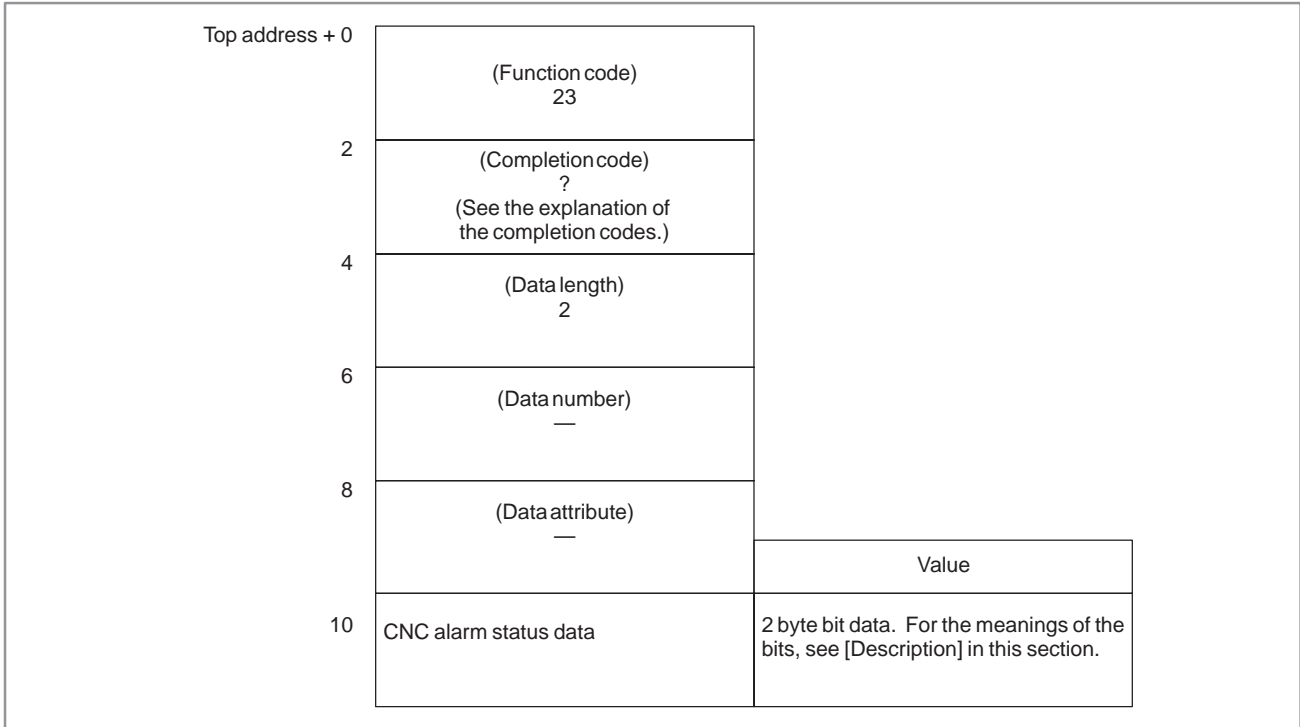 Top address + 0
(Function code)
23
2
(Completion code)
?
(See the explanation of
the completion codes.)
4
(Data length)
2
6
(Data number)
—
8
(Data attribute)
—
Value
10
CNC alarm status data
2 byte bit data. For the meanings of the
bits, see [Description] in this section.